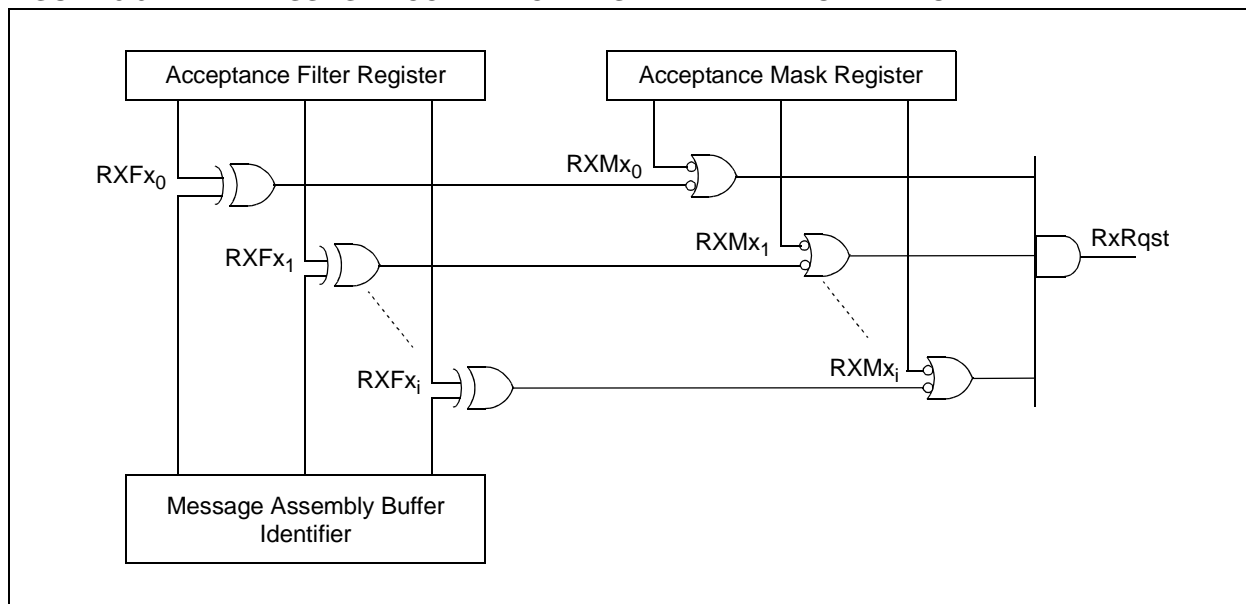 Acceptance Filter Register
Acceptance Mask Register
RXFx0
RXMx0
RXFx1
RXMx1
RxRqst
RXFxi
RXMxi
Message Assembly Buffer
Identifier